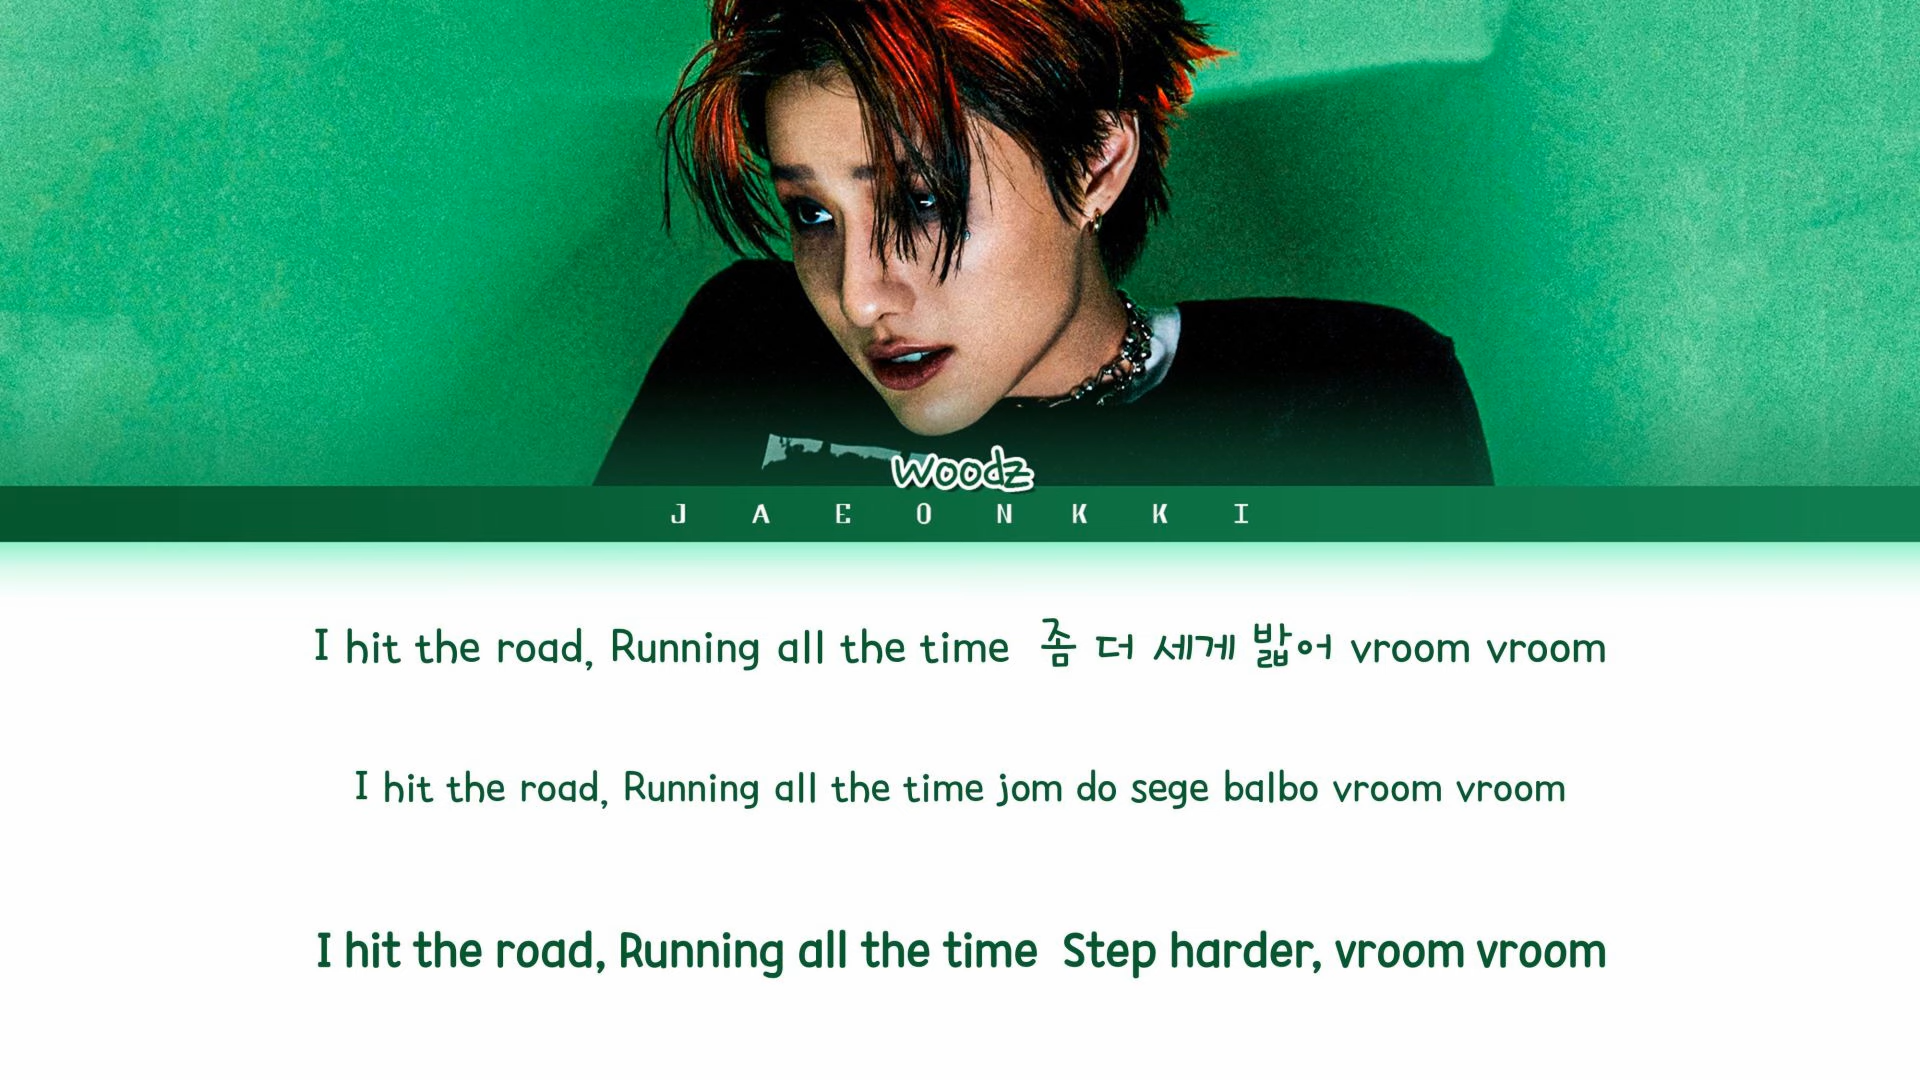 woodz
JAEONKKI
I hit the road, Running all the time 좀 더 세게 밟어 vroom vroom
I hit the road, Running all the time jom do sege balbo vroom vroom
I hit the road, Running all the time Step harder, vroom vroom